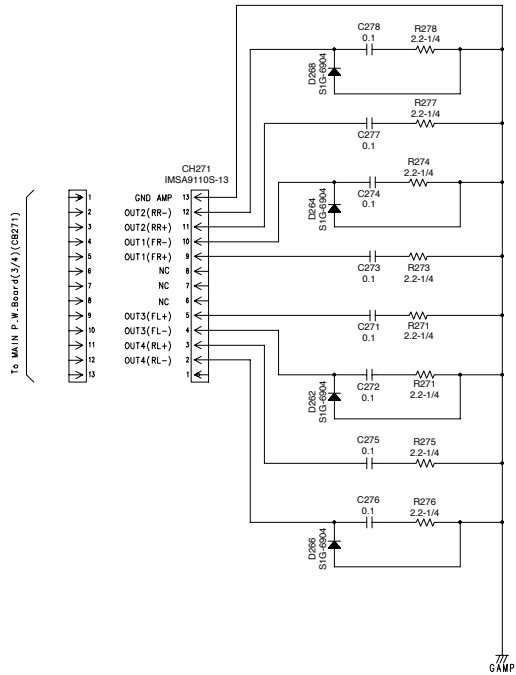 C278
0.1
R278
2.2-1/4
D268
S1G-6904
C277
0.1
R277
2.2-1/4
CH271
IMSA9110S-13
C274
0.1
R274
2.2-1/4
D264
S1G-6904
To MAIN P.W.Board(3/4)(CB271)
1
2
3
4
5
6
7
8
9
10
11
12
13
GND AMP 13
OUT2(RR-) 12
OUT2(RR+) 11
OUT1(FR-) 10
OUT1(FR+) 9
NC 8
NC 7
NC 6
OUT3(FL+) 5
OUT3(FL-) 4
OUT4(RL+) 3
OUT4(RL-) 2
1
C273
0.1
R273
2.2-1/4
C271
0.1
R271
2.2-1/4
D262
S1G-6904
C272
0.1
R271
2.2-1/4
C275
0.1
R275
2.2-1/4
C276
0.1
R276
2.2-1/4
D266
S1G-6904
GAMP